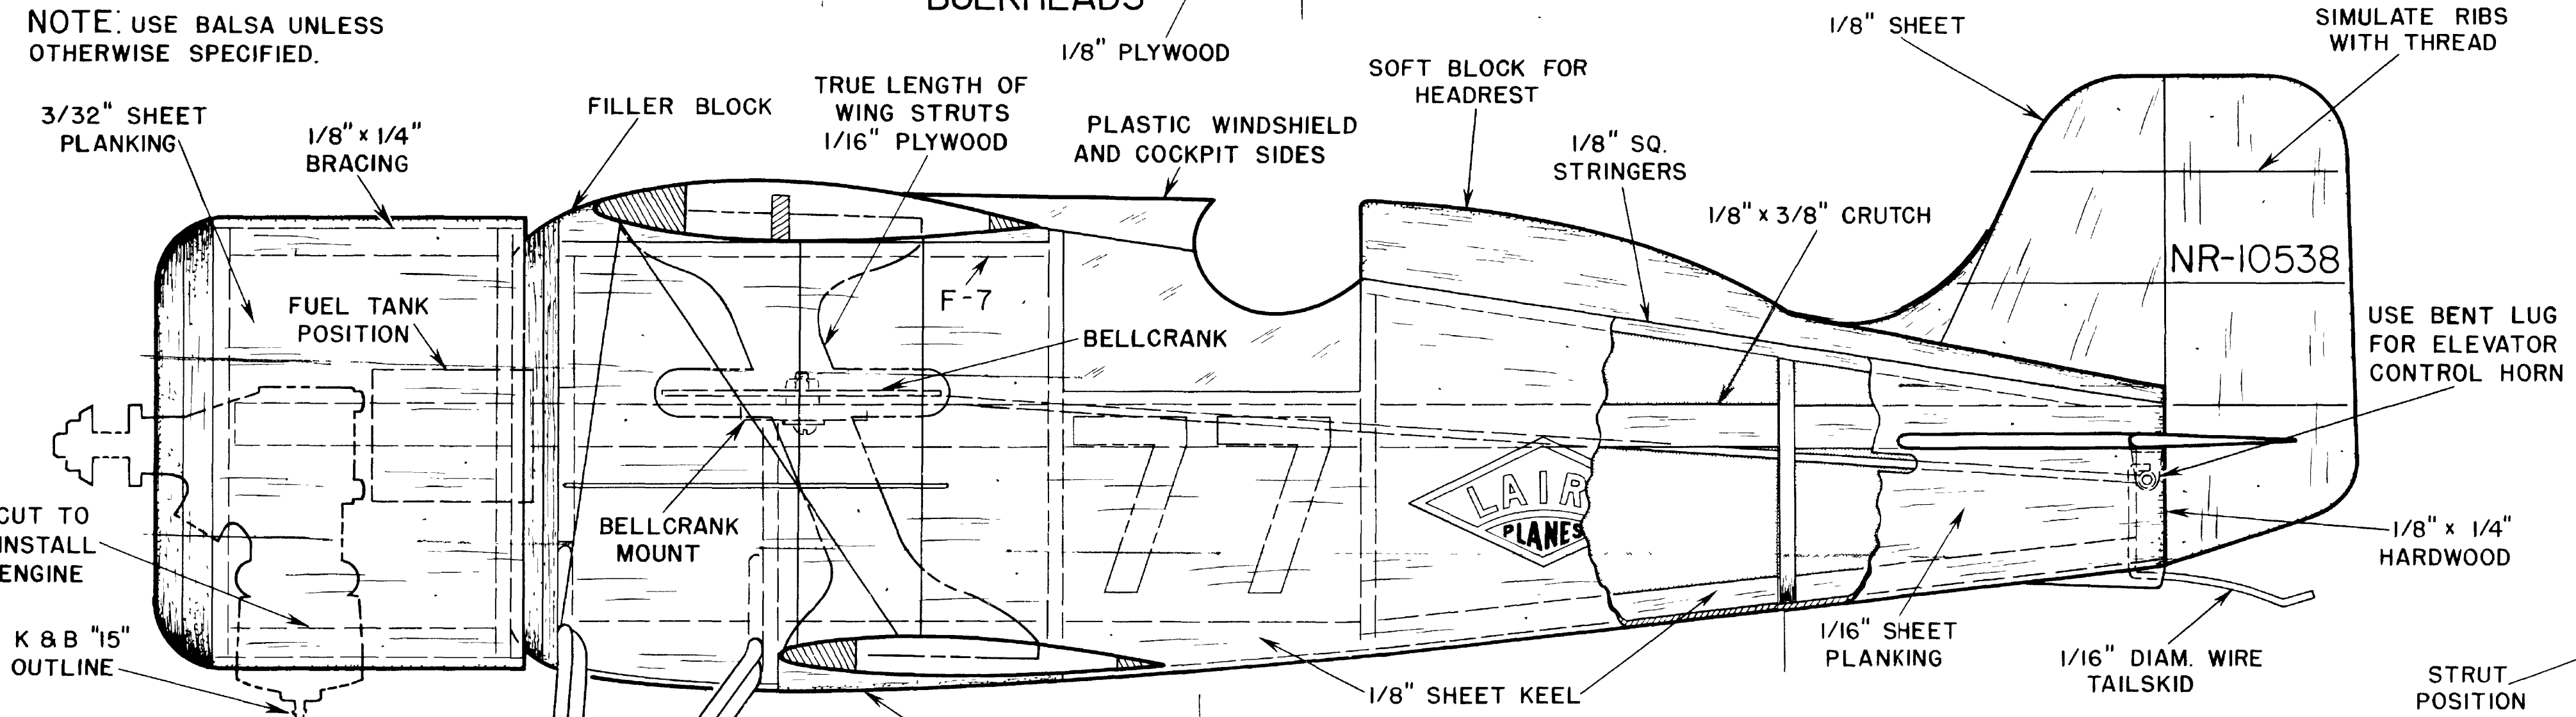 NOTE: USE BALSA UNLESS
OTHERWISE SPECIFIED.
BULKHEADS
1/8" PLYWOOD
1/8" SHEET
SIMULATE RIBS
WITH THREAD
3/32" SHEET
PLANKING
1/8" × 1/4"
BRACING
FILLER BLOCK
TRUE LENGTH OF
WING STRUTS
1/16" PLYWOOD
PLASTIC WINDSHIELD
AND COCKPIT SIDES
SOFT BLOCK FOR
HEADREST
1/8" SQ.
STRINGERS
1/8" × 3/8" CRUTCH
NR-10538
FUEL TANK
POSITION
F-7
BELLCRANK
USE BENT LUG
FOR ELEVATOR
CONTROL HORN
77
LAIR
PLANES
CUT TO
INSTALL
ENGINE
BELLCRANK
MOUNT
1/8" × 1/4"
HARDWOOD
K & B "15"
OUTLINE
1/8" SHEET KEEL
1/16" SHEET
PLANKING
1/16" DIAM. WIRE
TAILSKID
STRUT
POSITION